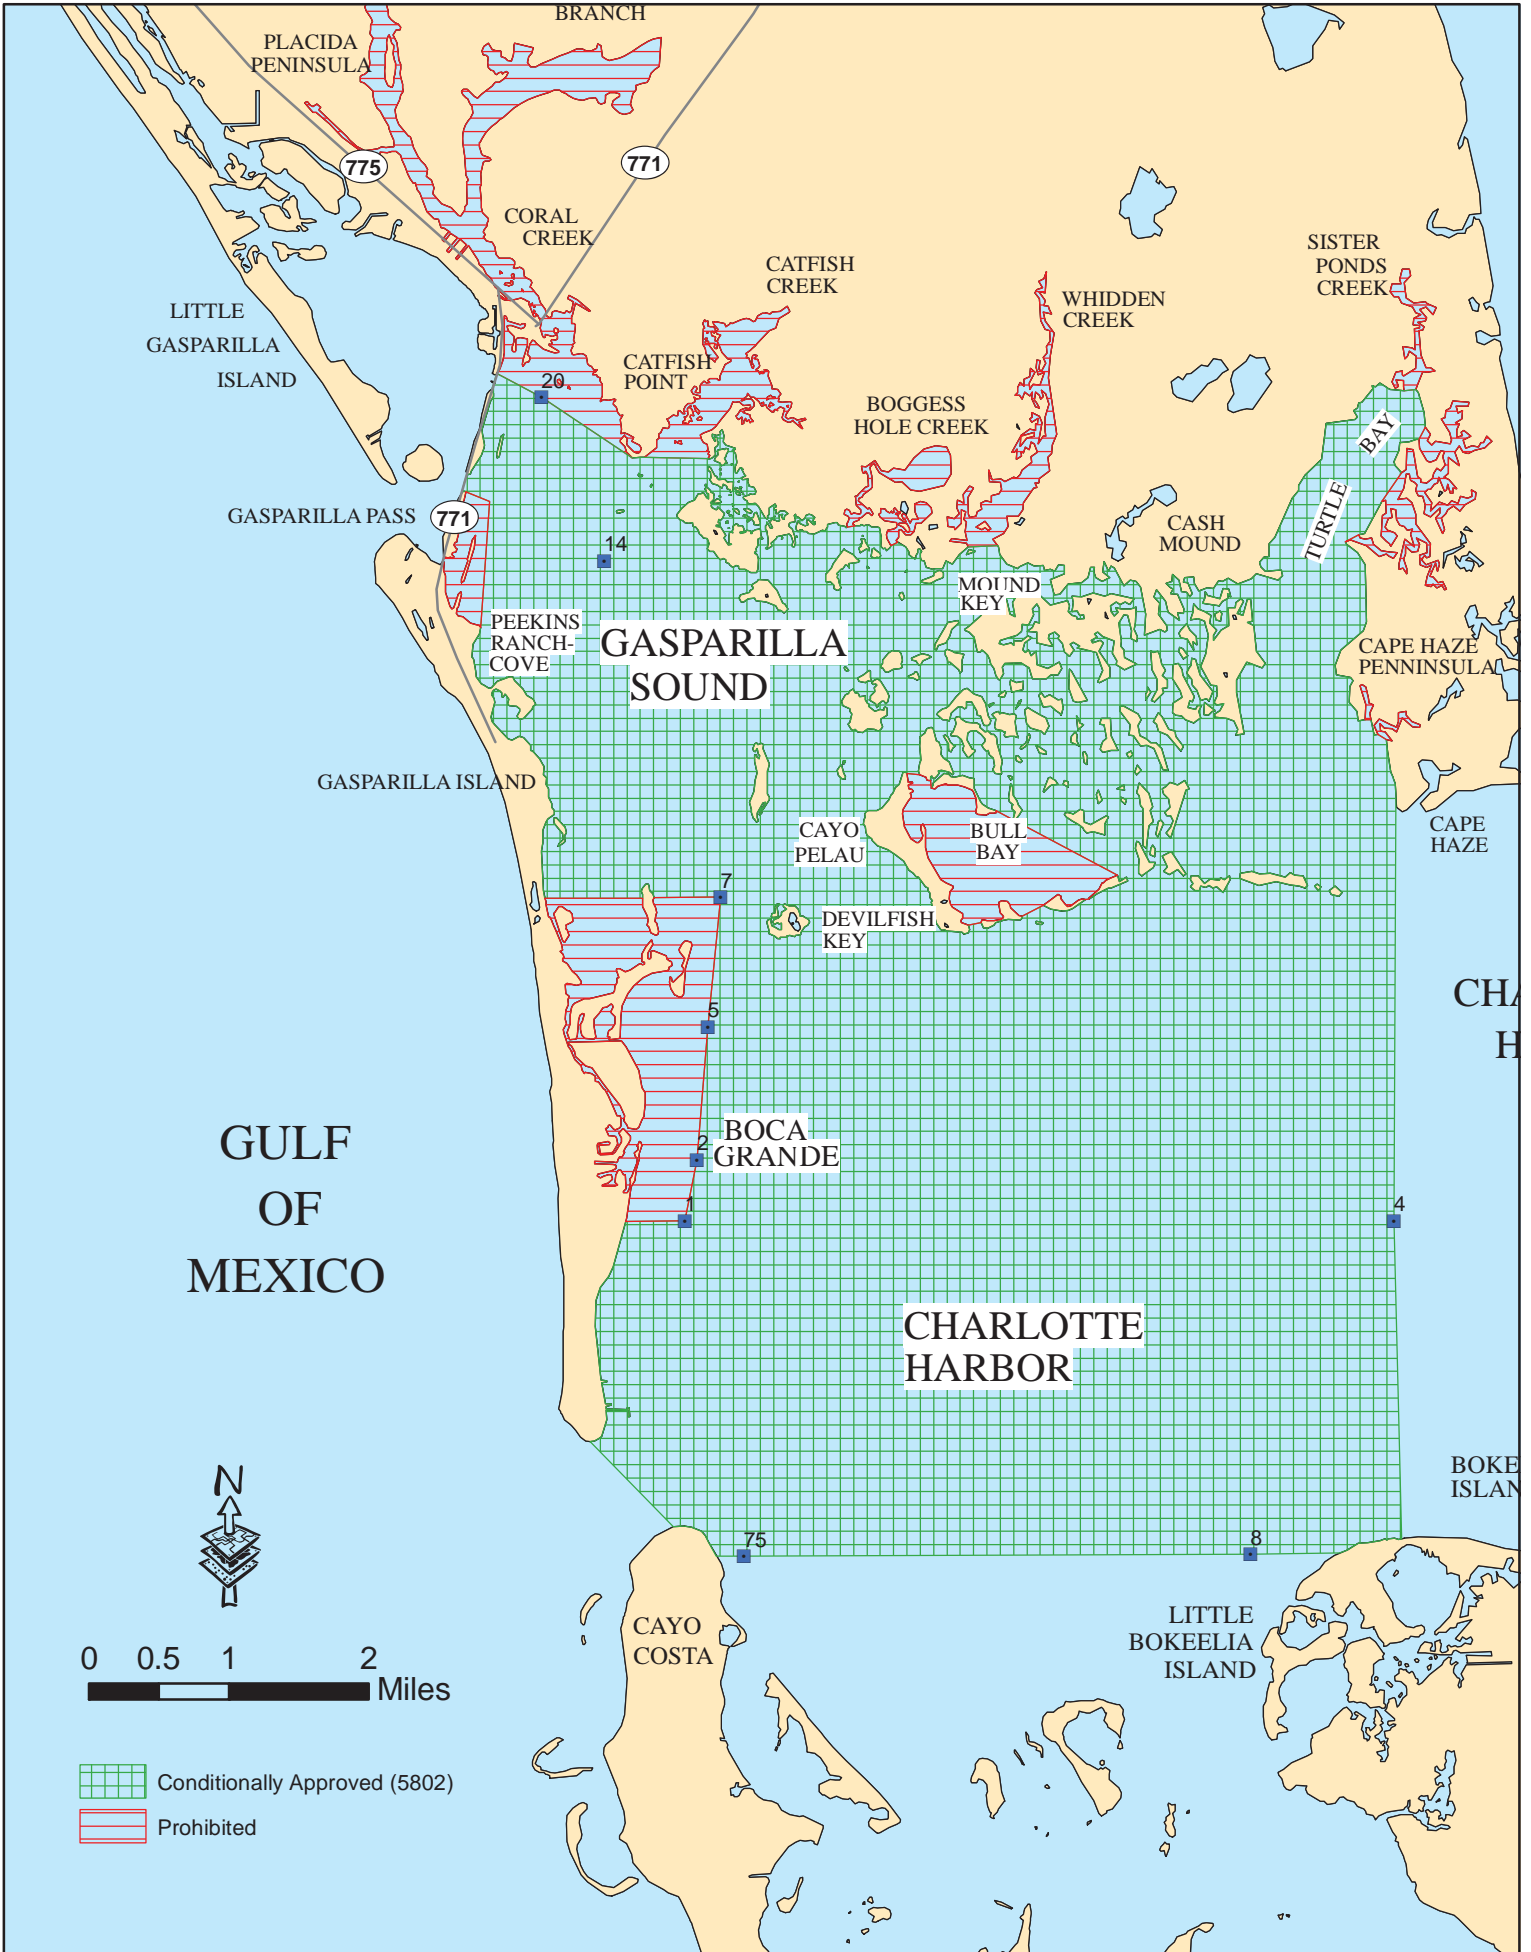 BRANCH
PLACIDA
PENINSULA
775
771
CORAL
CREEK
CATFISH
CREEK
SISTER
PONDS
CREEK
WHIDDEN
CREEK
LITTLE
GASPARILLA
ISLAND
CATFISH
POINT
20
BOGGESS
HOLE CREEK
BAY
TURTLE
GASPARILLA PASS
771
14
CASH
MOUND
MOUND
KEY
PEEKINS
RANCH-
COVE
GASPARILLA
SOUND
CAPE HAZE
PENNINSULA
GASPARILLA ISLAND
CAYO
PELAU
BULL
BAY
CAPE
HAZE
7
DEVILFISH
KEY
5
CHA
H
GULF
OF
MEXICO
BOCA
GRANDE
2
1
4
CHARLOTTE
HARBOR
BOKE
ISLAN
N
75
8
CAYO
COSTA
LITTLE
BOKEELIA
ISLAND
0 0.5 1 2
Miles
Conditionally Approved (5802)
Prohibited